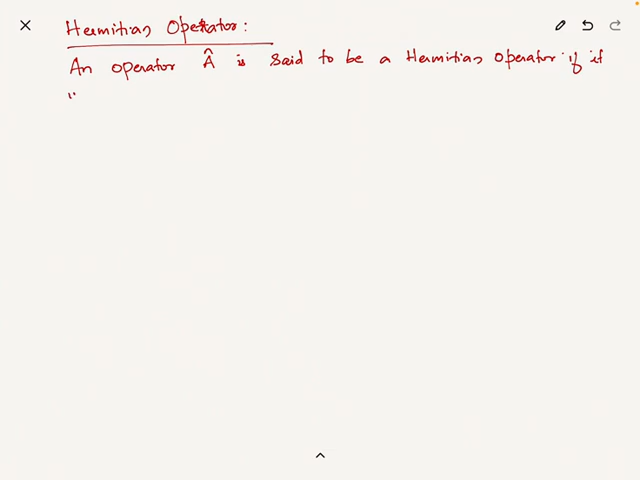 Hermitian Operator:
An operator Â is said to be a Hermitian Operator if it